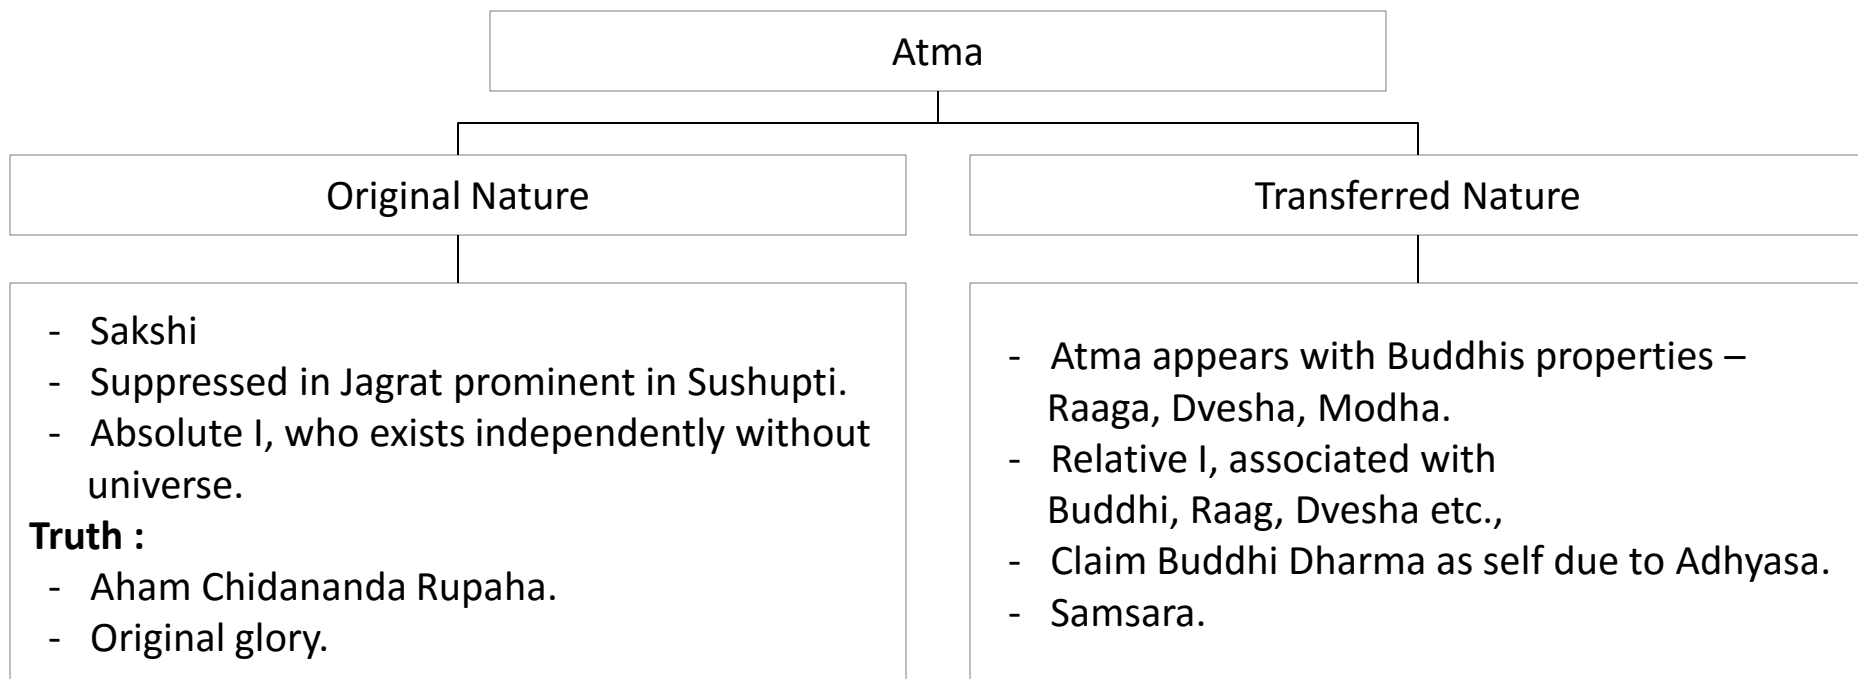 Atma
Original Nature
Transferred Nature
- Sakshi
- Suppressed in Jagrat prominent in Sushupti.
- Absolute I, who exists independently without
universe.
Truth :
- Aham Chidananda Rupaha.
- Original glory.
- Atma appears with Buddhis properties –
Raaga, Dvesha, Modha.
- Relative I, associated with
Buddhi, Raag, Dvesha etc.,
- Claim Buddhi Dharma as self due to Adhyasa.
- Samsara.